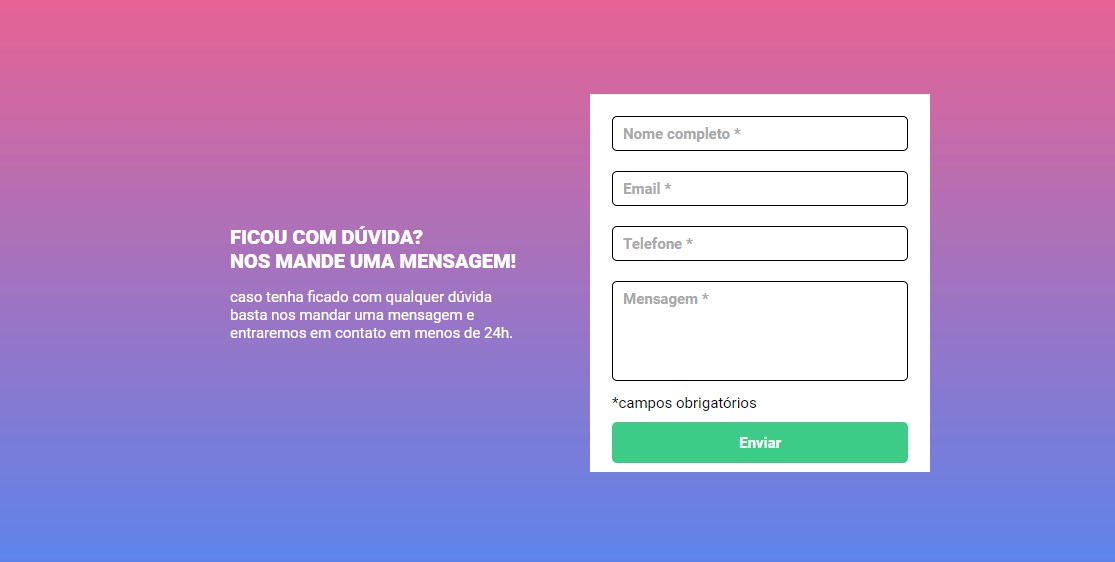 FICOU COM DÚVIDA?
NOS MANDE UMA MENSAGEM!
caso tenha ficado com qualquer dúvida
basta nos mandar uma mensagem e
entraremos em contato em menos de 24h.
Nome completo *
Email *
Telefone *
Mensagem *
*campos obrigatórios
Enviar